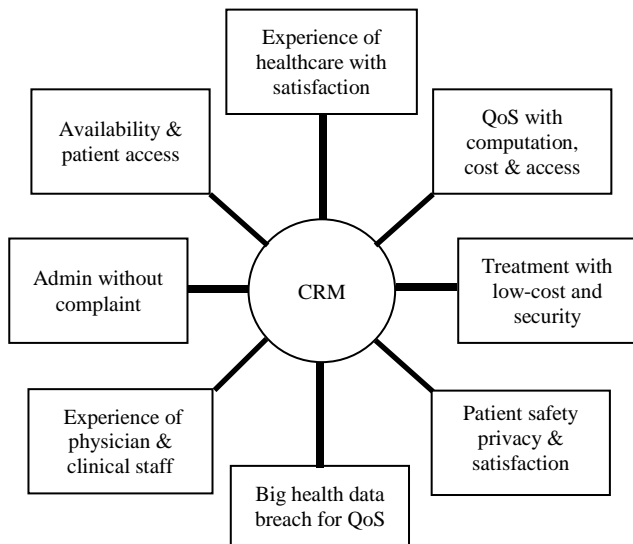 Experience of
healthcare with
satisfaction
Availability &
patient access
QoS with
computation,
cost & access
Admin without
complaint
CRM
Treatment with
low-cost and
security
Experience of
physician &
clinical staff
Big health data
breach for QoS
Patient safety
privacy &
satisfaction